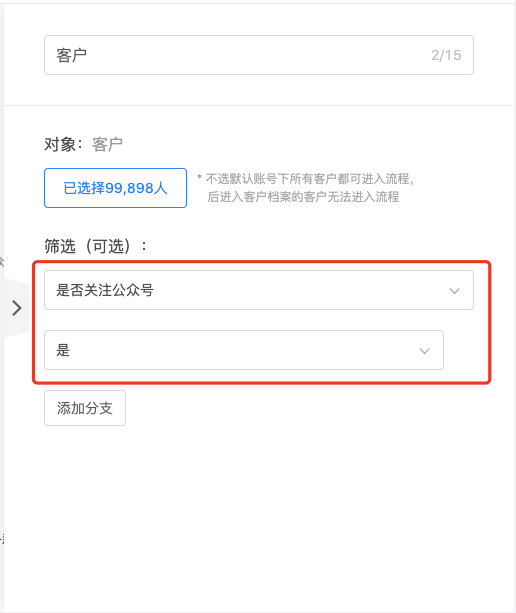 客户
2/15
对象：客户
已选择99,898人
* 不选默认账号下所有客户都可进入流程，
后进入客户档案的客户无法进入流程
筛选（可选）：
是否关注公众号
是
添加分支